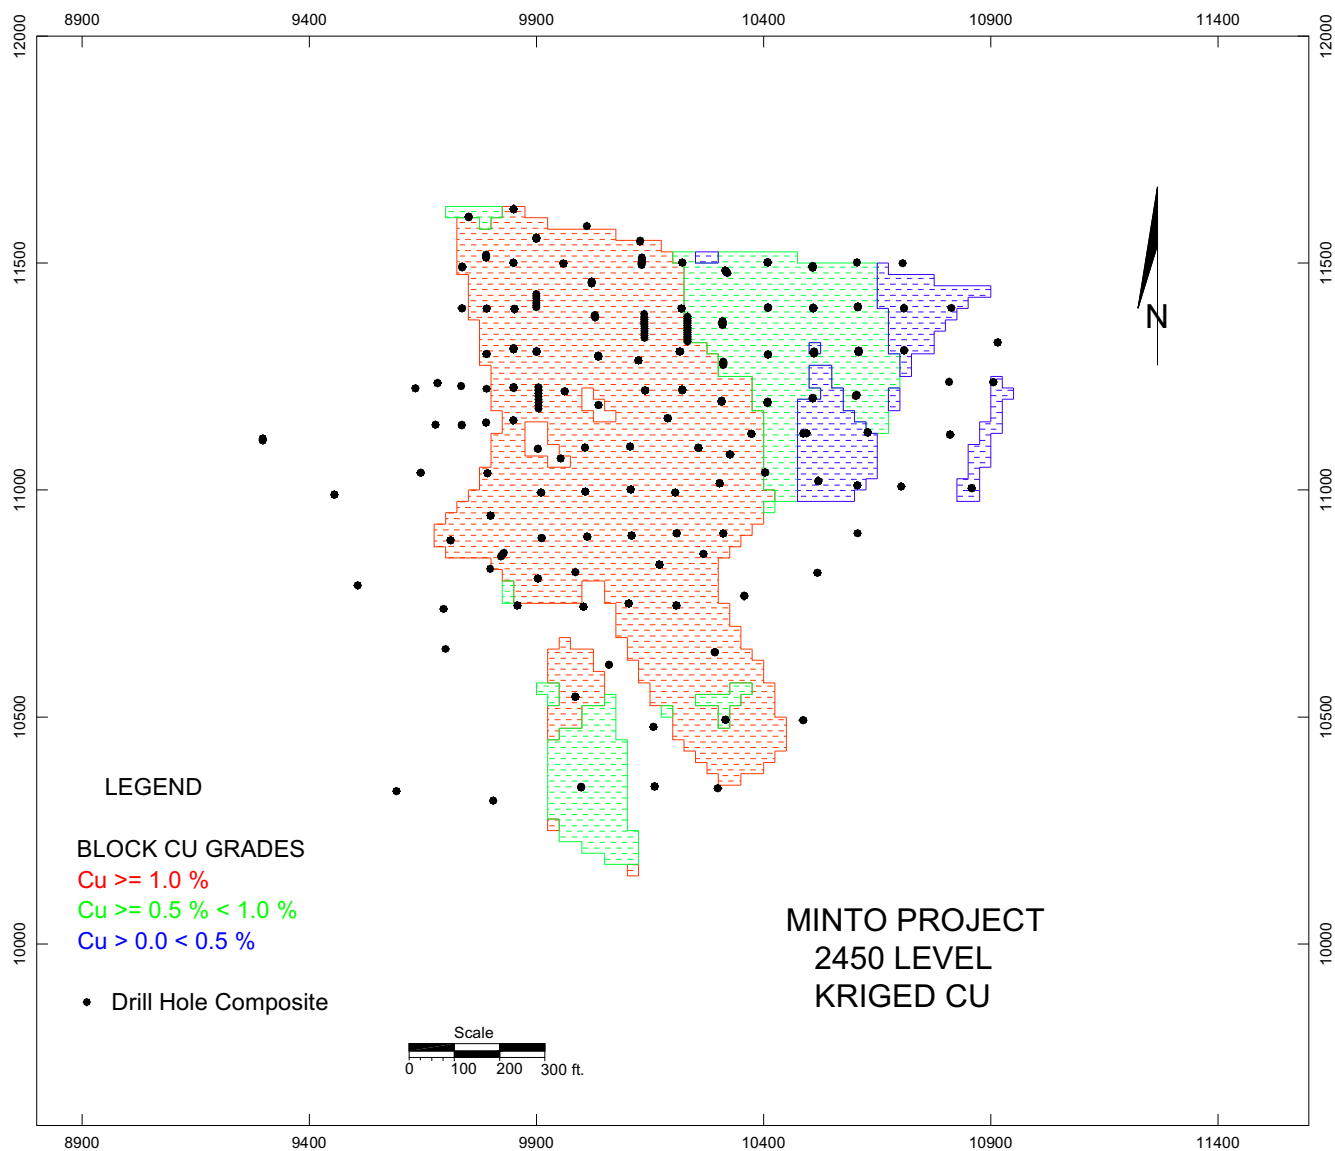 8900 9400 9900 10400 10900 11400
12000 12000
11500 11500
N
11000 11000
10500 10500
LEGEND
BLOCK CU GRADES
Cu >= 1.0 %
Cu >= 0.5 % < 1.0 %
Cu > 0.0 < 0.5 %
Drill Hole Composite
MINTO PROJECT
2450 LEVEL
KRIGED CU
10000 10000
Scale
0 100 200 300 ft.
8900 9400 9900 10400 10900 11400